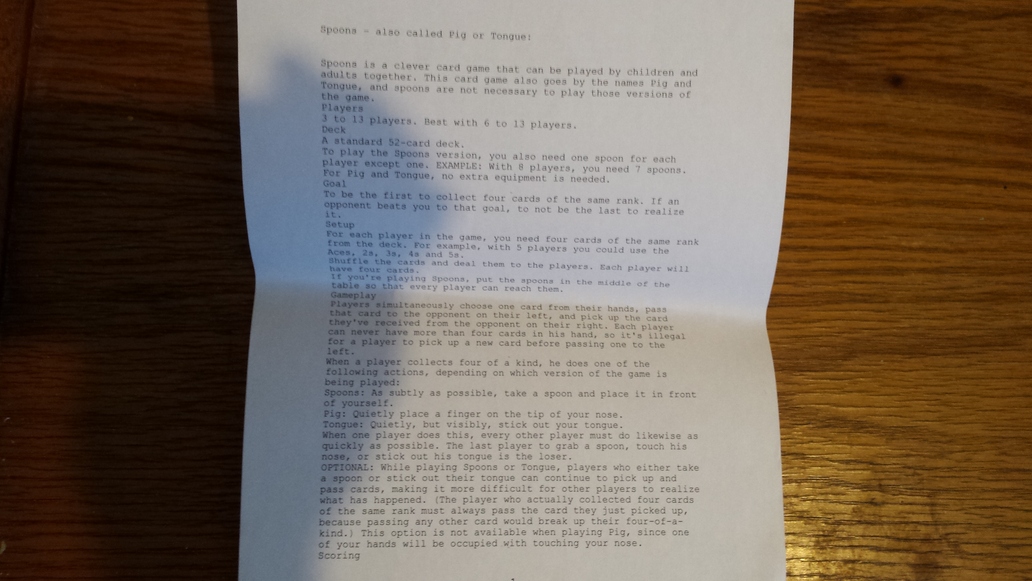 Spoons - also called Pig or Tongue:
Spoons is a clever card game that can be played by children and
adults together. This card game also goes by the names Pig and
Tongue, and spoons are not necessary to play those versions of
the game.
Players
3 to 13 players. Best with 6 to 13 players.
Deck
A standard 52-card deck.
To play the Spoons version, you also need one spoon for each
player except one. EXAMPLE: With 8 players, you need 7 spoons.
For Pig and Tongue, no extra equipment is needed.
Goal
To be the first to collect four cards of the same rank. If an
opponent beats you to that goal, to not be the last to realize
it.
Setup
For each player in the game, you need four cards of the same rank
from the deck. For example, with 5 players you could use the
Aces, 2s, 3s, 4s and 5s.
Shuffle the cards and deal them to the players. Each player will
have four cards.
If you're playing Spoons, put the spoons in the middle of the
table so that every player can reach them.
Gameplay
Players simultaneously choose one card from their hands, pass
that card to the opponent on their left, and pick up the card
they've received from the opponent on their right. Each player
can never have more than four cards in his hand, so it's illegal
for a player to pick up a new card before passing one to the
left.
When a player collects four of a kind, he does one of the
following actions, depending on which version of the game is
being played:
Spoons: As subtly as possible, take a spoon and place it in front
of yourself.
Pig: Quietly place a finger on the tip of your nose.
Tongue: Quietly, but visibly, stick out your tongue.
When one player does this, every other player must do likewise as
quickly as possible. The last player to grab a spoon, touch his
nose, or stick out his tongue is the loser.
OPTIONAL: While playing Spoons or Tongue, players who either take
a spoon or stick out their tongue can continue to pick up and
pass cards, making it more difficult for other players to realize
what has happened. (The player who actually collected four cards
of the same rank must always pass the card they just picked up,
because passing any other card would break up their four-of-a-
kind.) This option is not available when playing Pig, since one
of your hands will be occupied with touching your nose.
Scoring